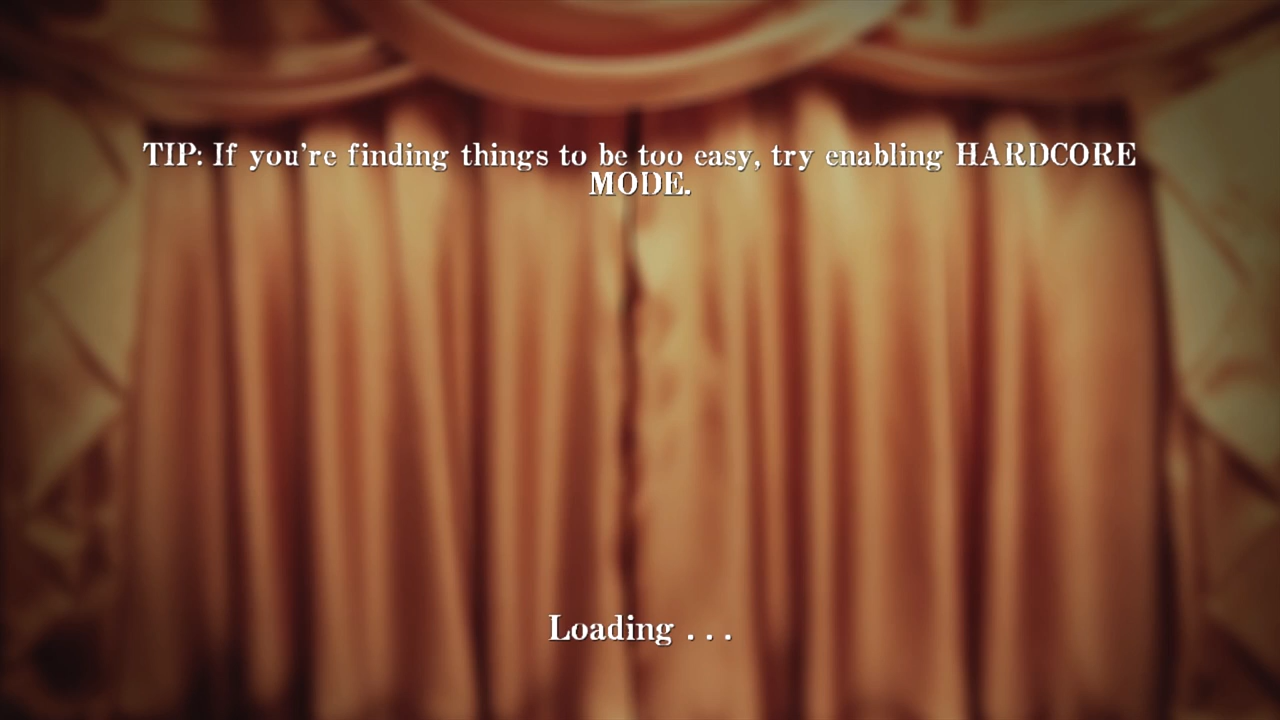 TIP: If you're finding things to be too easy, try enabling HARDCORE
MODE.
Loading . . .